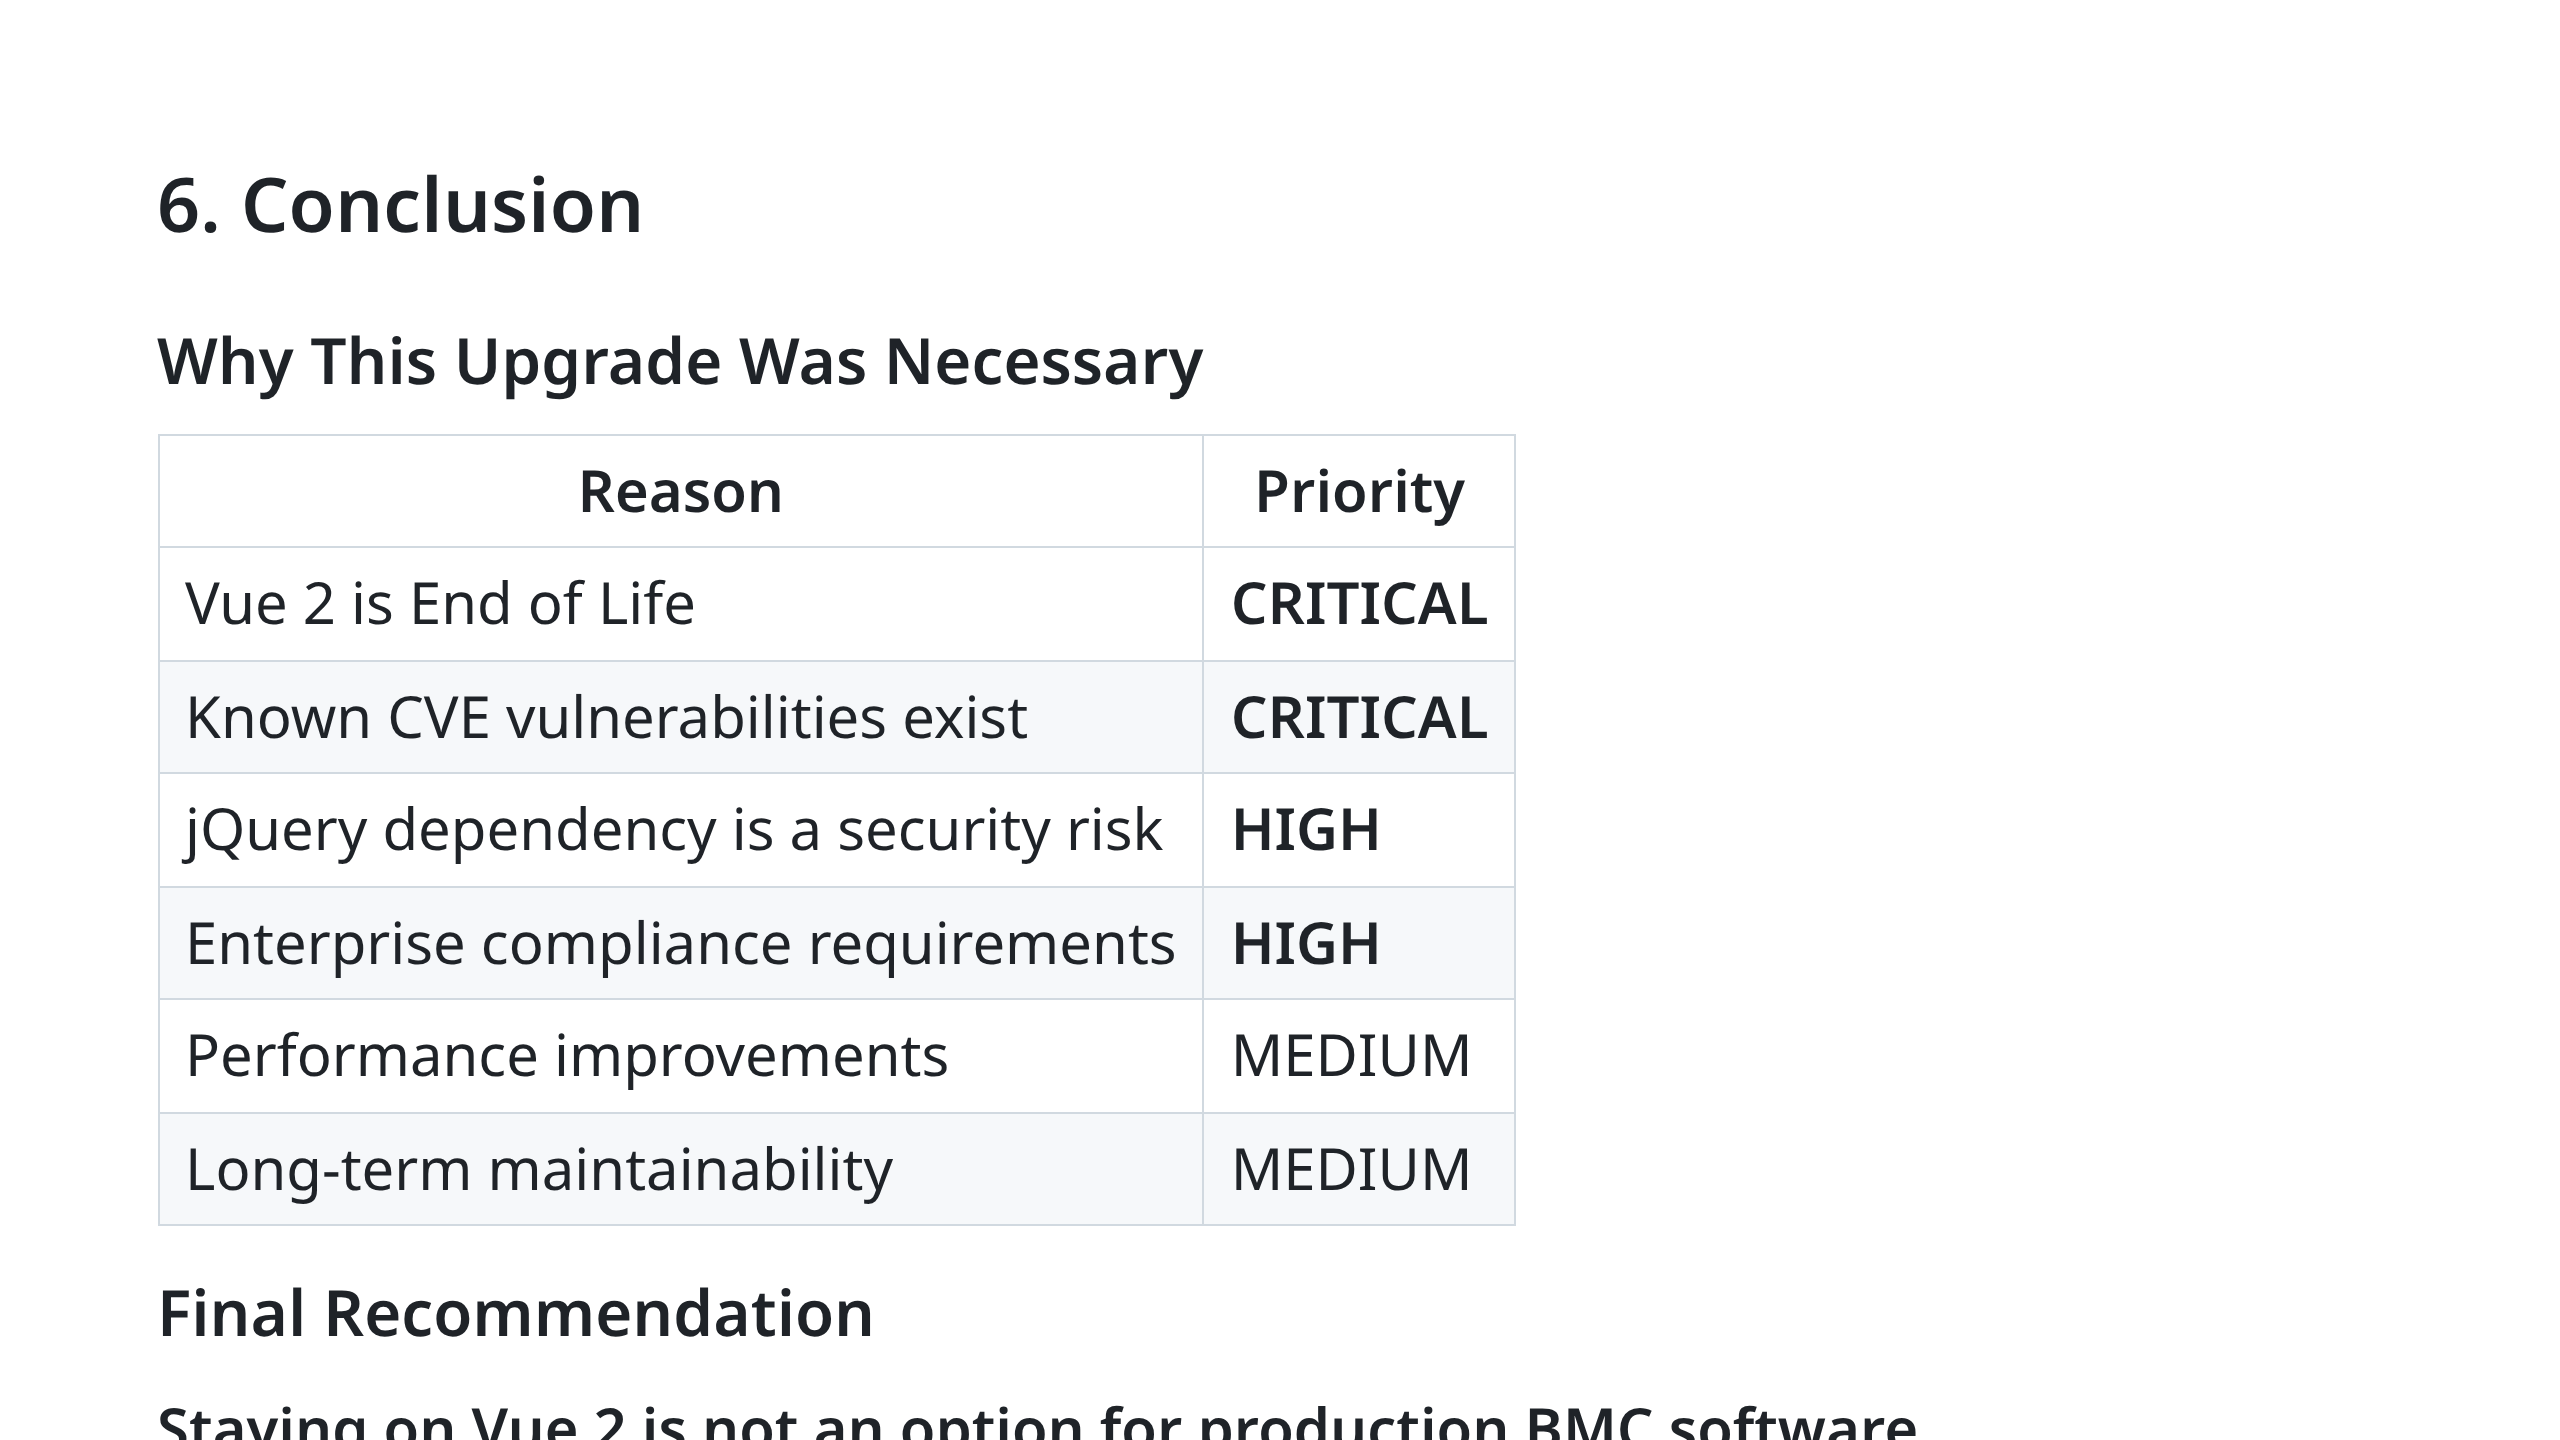 6. Conclusion
Why This Upgrade Was Necessary
Reason Priority
Vue 2 is End of Life CRITICAL
Known CVE vulnerabilities exist CRITICAL
jQuery dependency is a security risk HIGH
Enterprise compliance requirements HIGH
Performance improvements MEDIUM
Long-term maintainability MEDIUM
Final Recommendation
Staying on Vue 2 is not an option for production BMC software